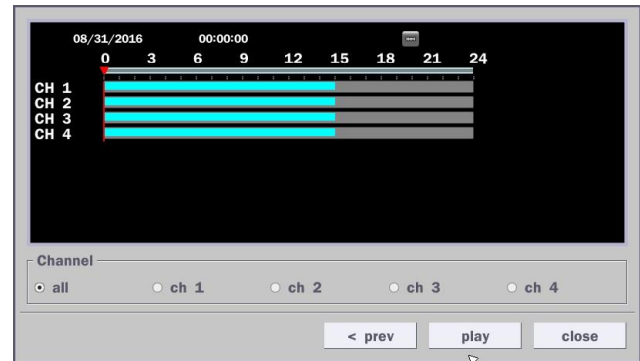 08/31/2016 00:00:00
0 3 6 9 12 15 18 21 24
CH 1
CH 2
CH 3
CH 4
Channel
all ch 1 ch 2 ch 3 ch 4
< prev play close